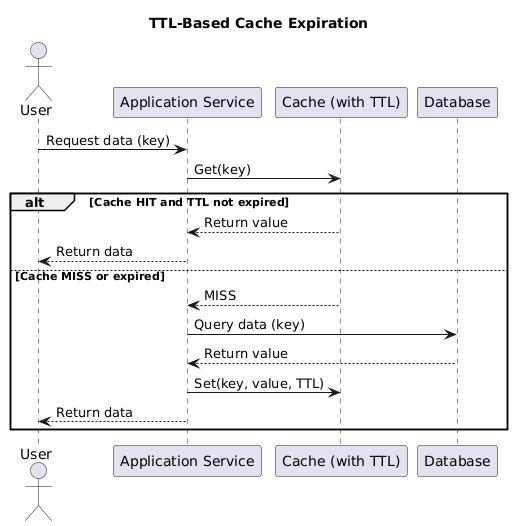 TTL-Based Cache Expiration
User
Application Service
Cache (with TTL)
Database
Request data (key)
Get(key)
alt
[Cache HIT and TTL not expired]
Return value
Return data
[Cache MISS or expired]
MISS
Query data (key)
Return value
Set(key, value, TTL)
Return data
User
Application Service
Cache (with TTL)
Database